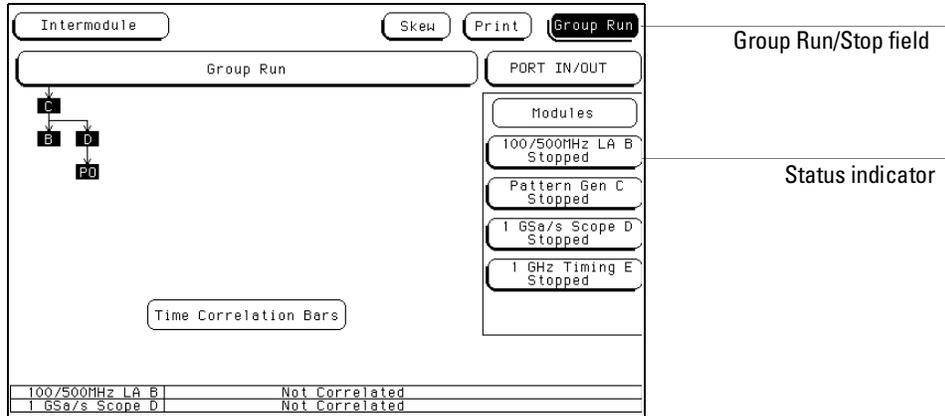 Intermodule
Skew
Print
Group Run
Group Run/Stop field
Group Run
PORT IN/OUT
C
B
D
PO
Modules
100/500MHz LA B
Stopped
Status indicator
Pattern Gen C
Stopped
1 GSa/s Scope D
Stopped
1 GHz Timing E
Stopped
Time Correlation Bars
100/500MHz LA B
Not Correlated
1 GSa/s Scope D
Not Correlated